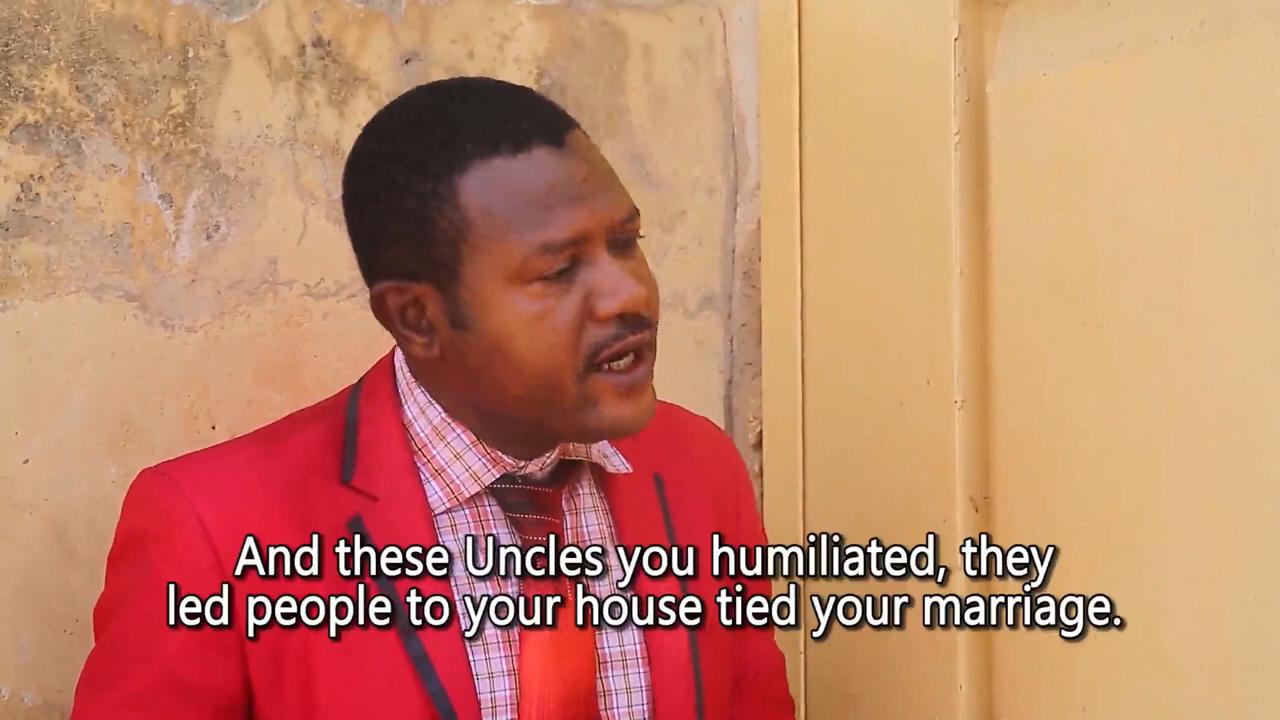 And these Uncles you humiliated, they
led people to your house tied your marriage.